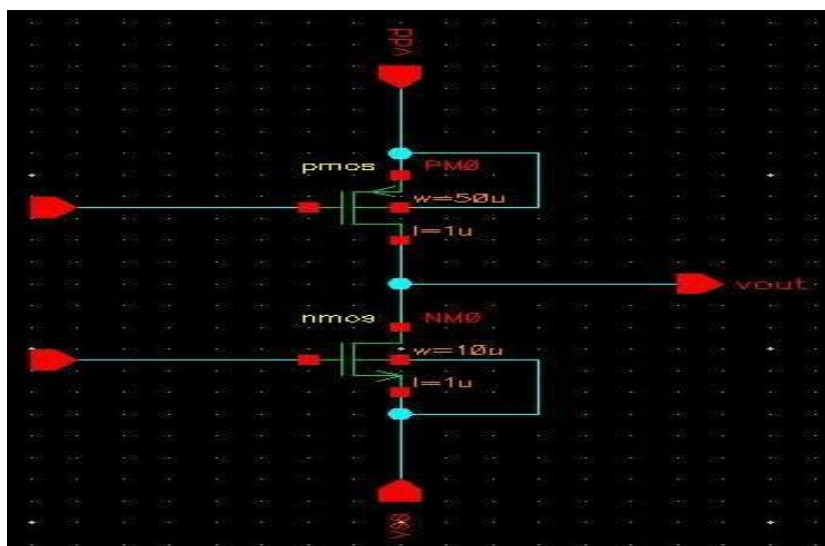 vdd
pmos PM0
w=50u
l=1u
vout
nmos NM0
w=10u
l=1u
vss